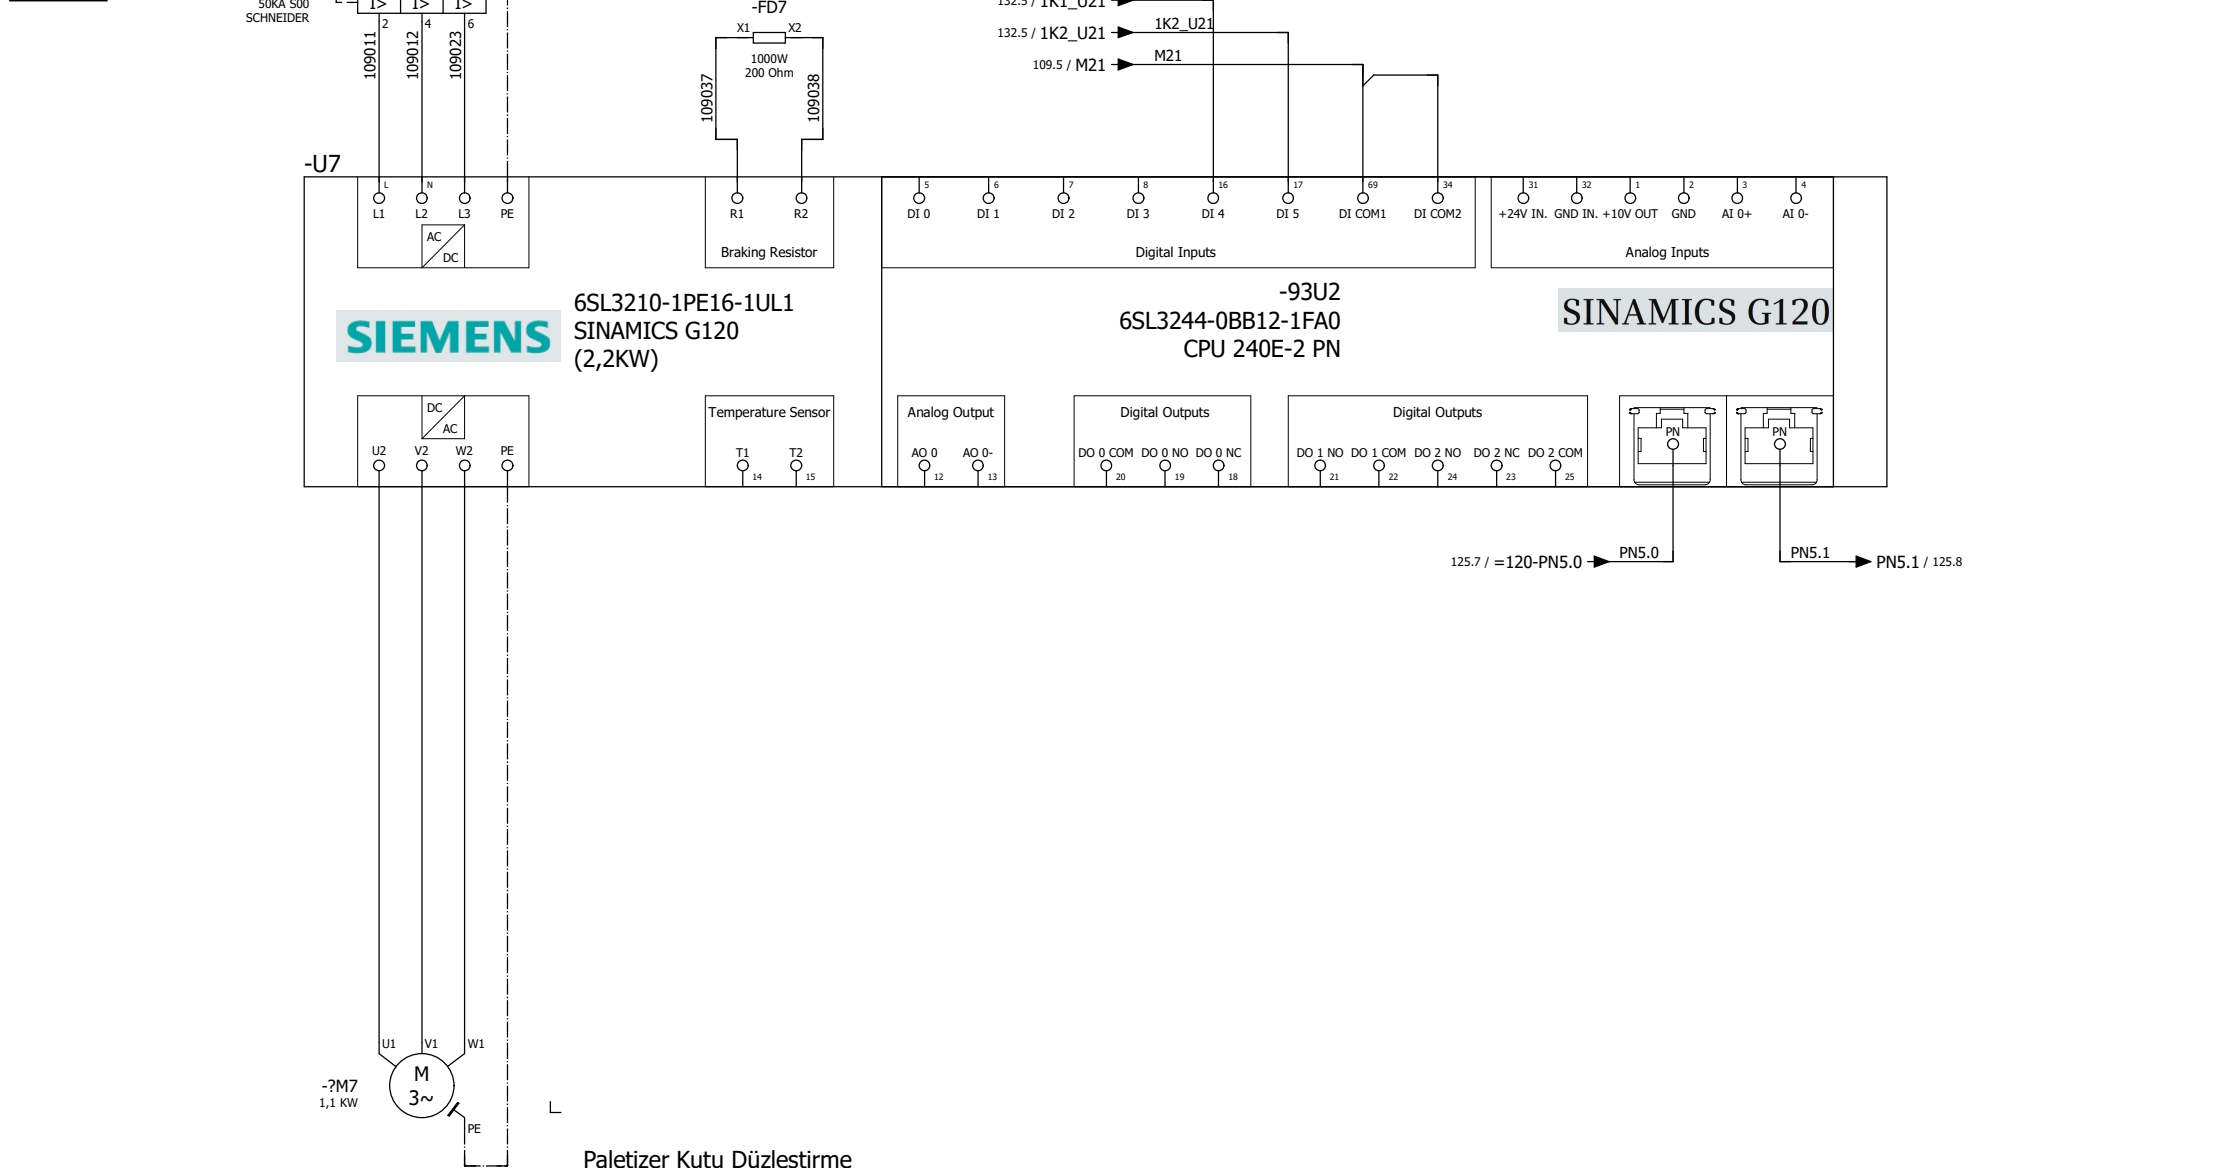 50KA S00
SCHNEIDER
I> I> I>
2 4 6
109011 109012 109023
-FD7
X1 X2
1000W
200 Ohm
109037 109038
132.5 / 1K1_U21
132.5 / 1K2_U21 1K2_U21
109.5 / M21 M21
-U7
L N
L1 L2 L3 PE
AC
DC
R1 R2
Braking Resistor
5 6 7 8 16 17 69 34
DI 0 DI 1 DI 2 DI 3 DI 4 DI 5 DI COM1 DI COM2
Digital Inputs
31 32 1 2 3 4
+24V IN. GND IN. +10V OUT GND AI 0+ AI 0-
Analog Inputs
SIEMENS
6SL3210-1PE16-1UL1
SINAMICS G120
(2,2KW)
-93U2
6SL3244-0BB12-1FA0
CPU 240E-2 PN
SINAMICS G120
DC
AC
U2 V2 W2 PE
Temperature Sensor
T1 T2
14 15
Analog Output
AO 0 AO 0-
12 13
Digital Outputs
DO 0 COM DO 0 NO DO 0 NC
20 19 18
Digital Outputs
DO 1 NO DO 1 COM DO 2 NO DO 2 NC DO 2 COM
21 22 24 23 25
PN PN
125.7 / =120-PN5.0 PN5.0
PN5.1 PN5.1 / 125.8
U1 V1 W1
M
3~
-?M7
1,1 KW
PE
Paletizer Kutu Düzleştirme